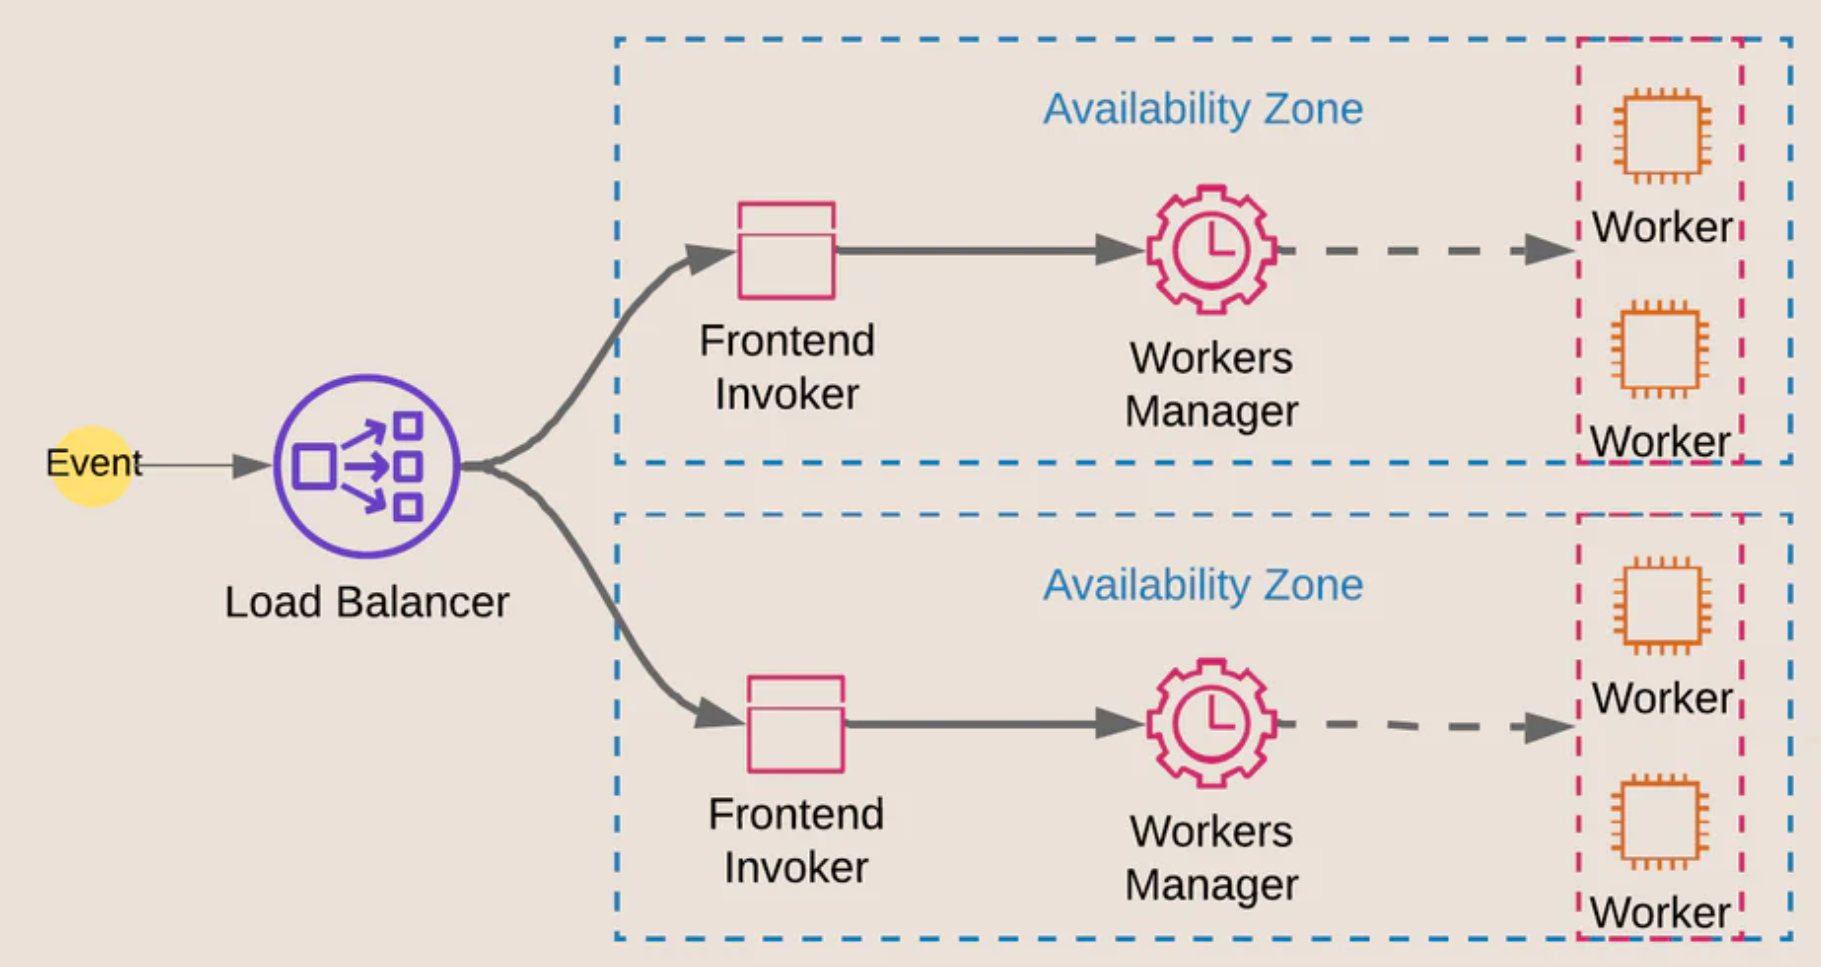 Event
Load Balancer
Availability Zone
Frontend
Invoker
Workers
Manager
Worker
Worker
Availability Zone
Frontend
Invoker
Workers
Manager
Worker
Worker